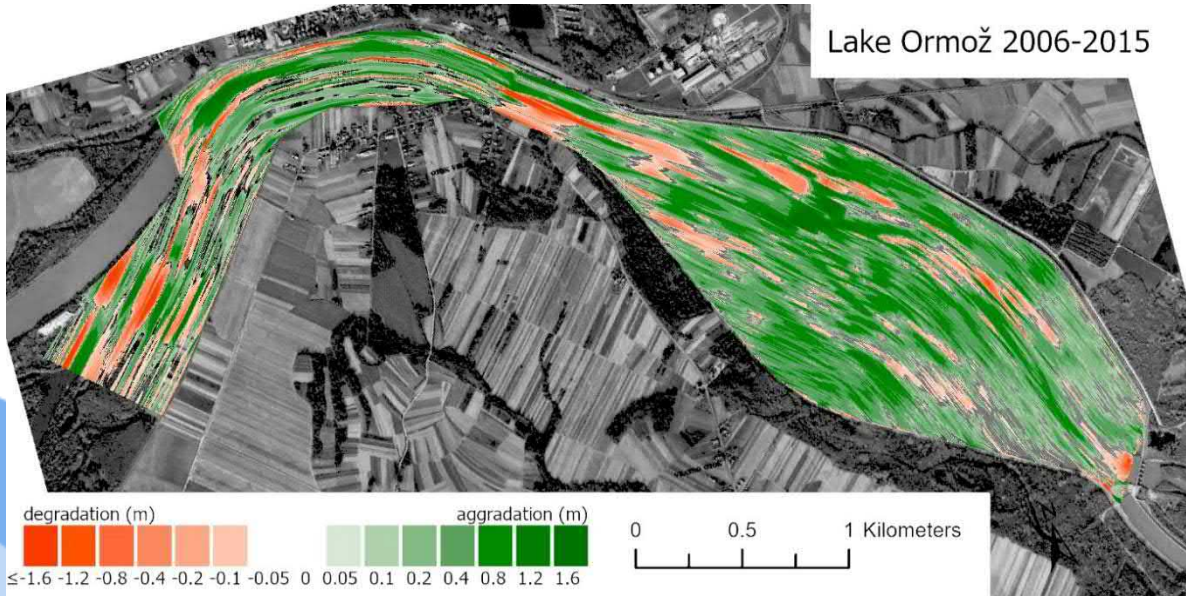 Lake Ormož 2006-2015
degradation (m) aggradation (m)
≤-1.6 -1.2 -0.8 -0.4 -0.2 -0.1 -0.05 0 0.05 0.1 0.2 0.4 0.8 1.2 1.6
0 0.5 1 Kilometers